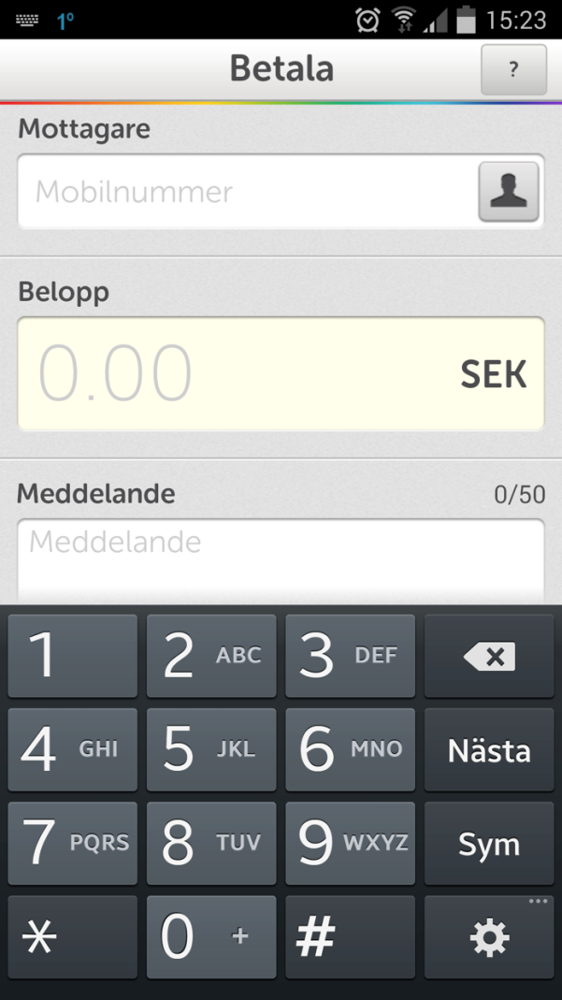 1° 15:23
Betala ?
Mottagare
Mobilnummer
Belopp
0.00 SEK
Meddelande 0/50
Meddelande
1 2 ABC 3 DEF
4 GHI 5 JKL 6 MNO Nästa
7 PQRS 8 TUV 9 WXYZ Sym
* 0 + # ...